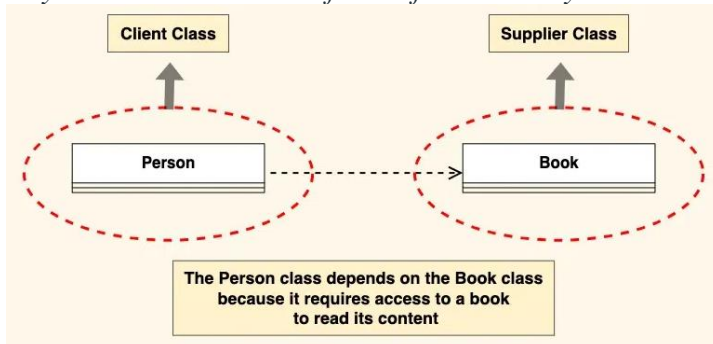 Client Class
Supplier Class
Person
Book
The Person class depends on the Book class
because it requires access to a book
to read its content